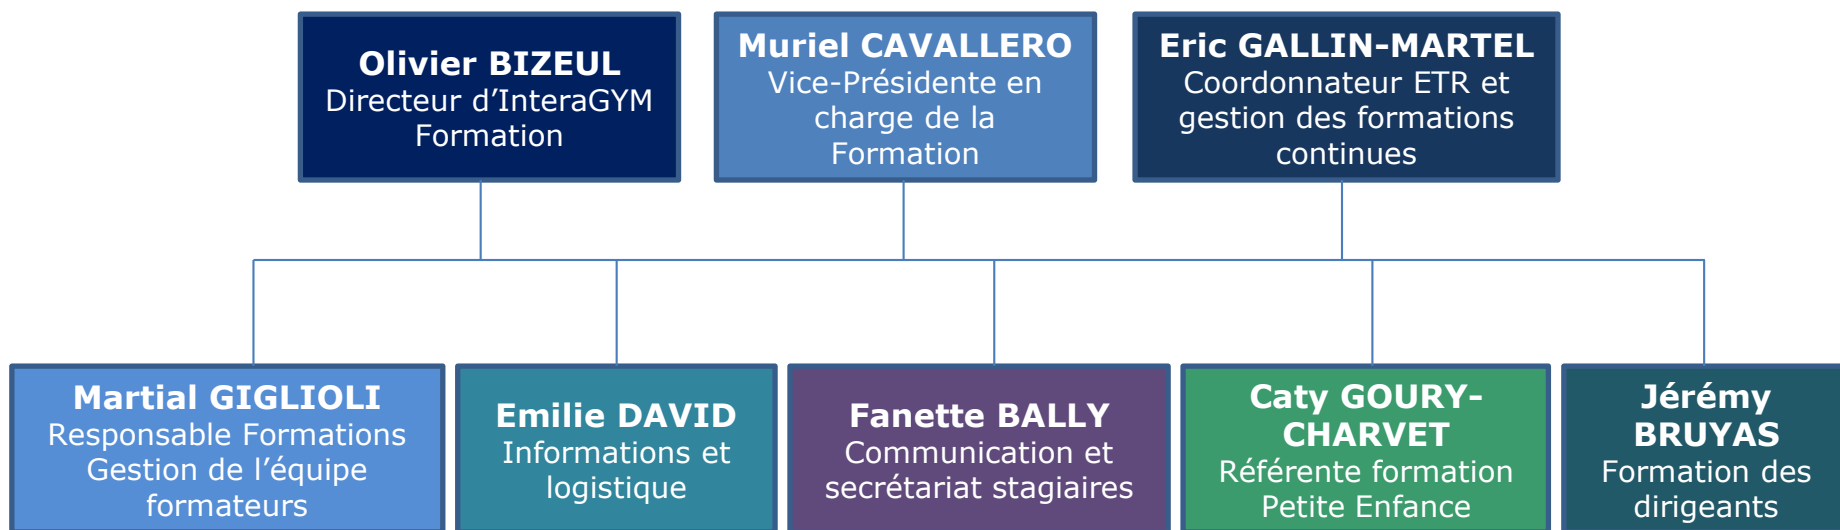 Olivier BIZEUL
Directeur d’InteraGYM
Formation
Muriel CAVALLERO
Vice-Présidente en
charge de la
Formation
Eric GALLIN-MARTEL
Coordonnateur ETR et
gestion des formations
continues
Martial GIGLIOLI
Responsable Formations
Gestion de l’équipe
formateurs
Emilie DAVID
Informations et
logistique
Fanette BALLY
Communication et
secrétariat stagiaires
Caty GOURY-
CHARVET
Référente formation
Petite Enfance
Jérémy
BRUYAS
Formation des
dirigeants